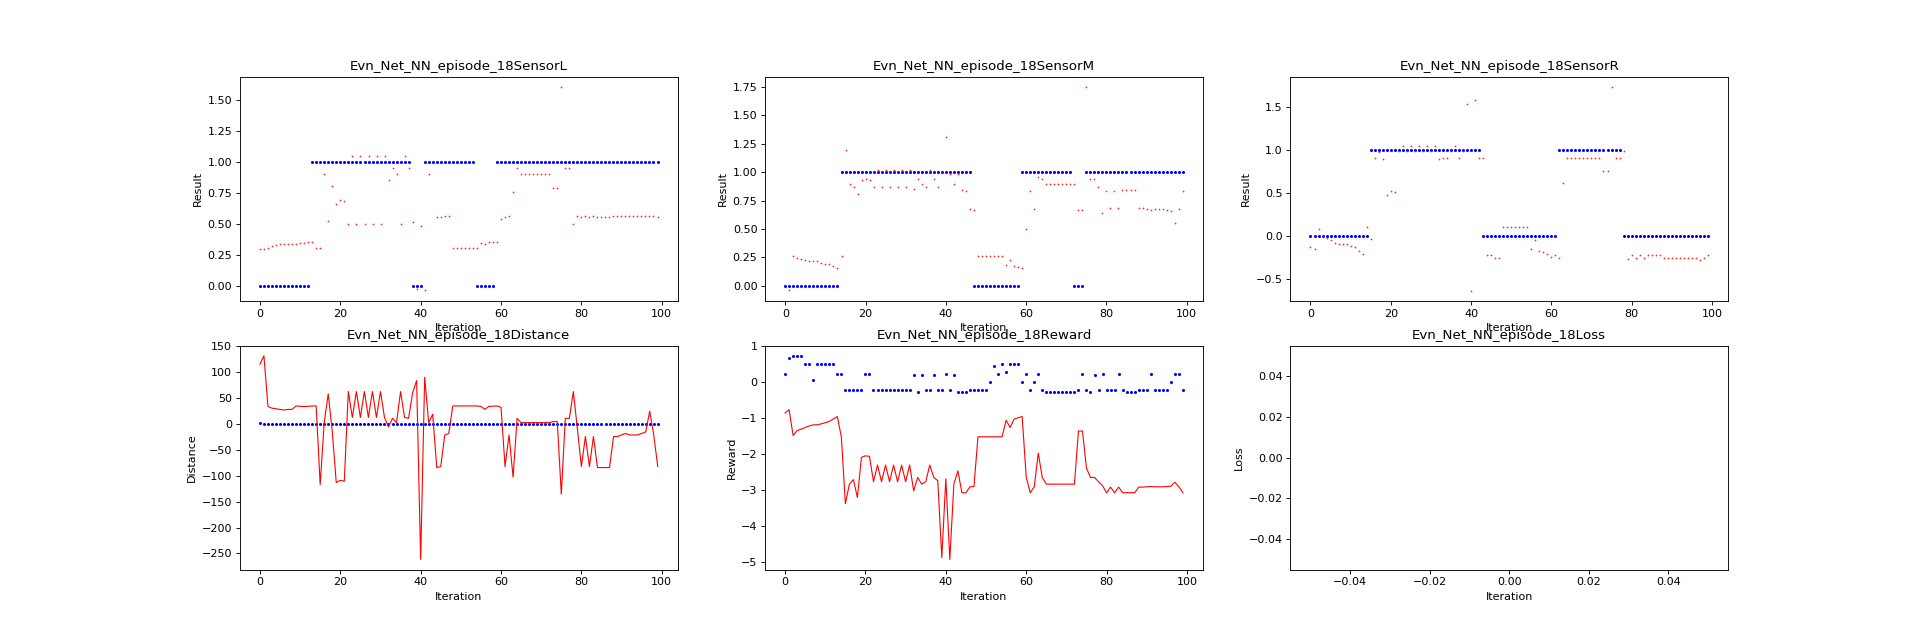 Evn_Net_NN_episode_18SensorL
Result
1.50
1.25
1.00
0.75
0.50
0.25
0.00
0 20 40 60 80 100
Iteration
Evn_Net_NN_episode_18SensorM
Result
1.75
1.50
1.25
1.00
0.75
0.50
0.25
0.00
0 20 40 60 80 100
Iteration
Evn_Net_NN_episode_18SensorR
Result
1.5
1.0
0.5
0.0
−0.5
0 20 40 60 80 100
Iteration
Evn_Net_NN_episode_18Distance
Distance
150
100
50
0
−50
−100
−150
−200
−250
0 20 40 60 80 100
Iteration
Evn_Net_NN_episode_18Reward
Reward
1
0
−1
−2
−3
−4
−5
0 20 40 60 80 100
Iteration
Evn_Net_NN_episode_18Loss
Loss
0.04
0.02
0.00
−0.02
−0.04
−0.04 −0.02 0.00 0.02 0.04
Iteration